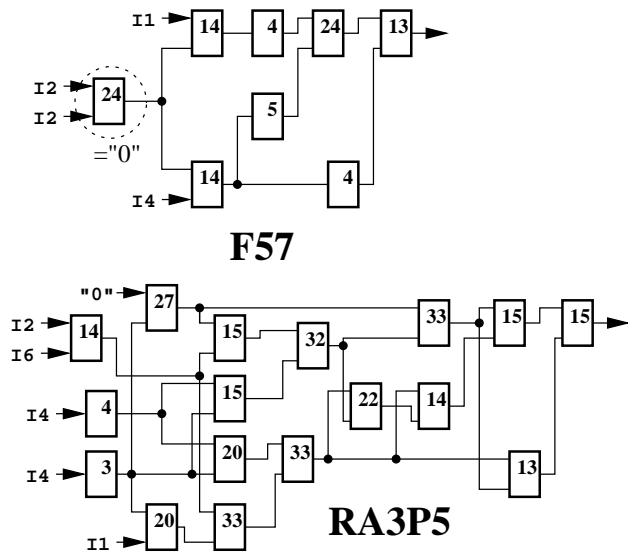 I1 14 4 24 13
I2 24
I2
="0"
5
14 4
I4
F57
"0" 27
I2 14 15 32 33 15 15
I6
I4 4 15 22 14
I4 3 20 33 13
I1 20 33
RA3P5